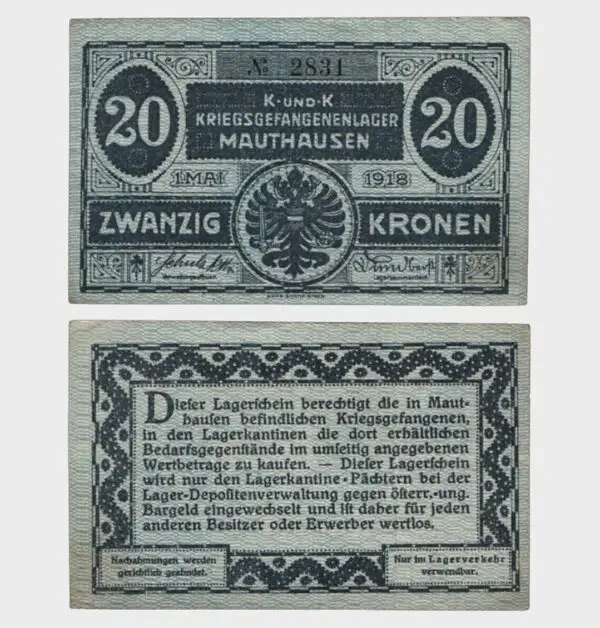 № 2831
20
K-UND-K
KRIEGSGEFANGENENLAGER
MAUTHAUSEN
20
1. MAI 1918
ZWANZIG KRONEN
Dieſer Lagerſchein berechtigt die in Maut-
hauſen befindlichen Kriegsgefangenen,
in den Lagerkantinen die dort erhältlichen
Bedarfsgegenſtände im umſeitig angegebenen
Wertbetrage zu kaufen. — Dieſer Lagerſchein
wird nur den Lagerkantine-Pächtern bei der
Lager-Depoſitenverwaltung gegen öſterr.-ung.
Bargeld eingewechselt und iſt daher für jeden
anderen Beſitzer oder Erwerber wertlos.
Nachahmungen werden
gerichtlich geahndet.
Nur im Lagerverkehr
verwendbar.